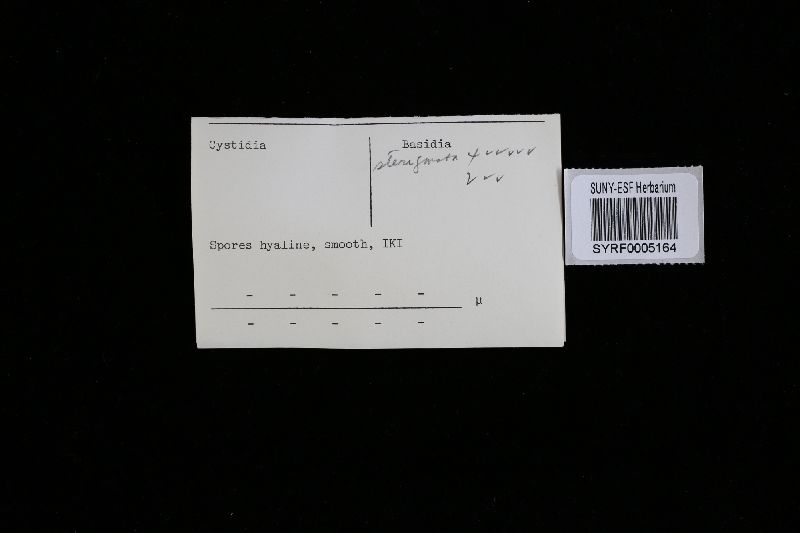 Cystidia Basidia
sterigmata 4 ✓✓✓✓✓
2 ✓✓
Spores hyaline, smooth, IKI
- - - - -
µ
- - - - -
SUNY-ESF Herbarium
SYRF0005164